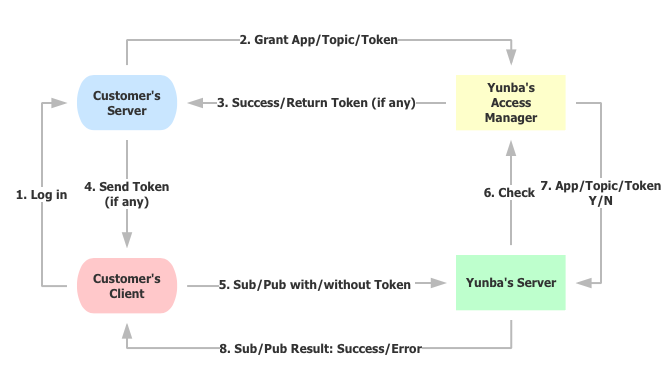 2. Grant App/Topic/Token
Customer's
Server
3. Success/Return Token (if any)
Yunba's
Access
Manager
1. Log in
4. Send Token
(if any)
6. Check
7. App/Topic/Token
Y/N
Customer's
Client
5. Sub/Pub with/without Token
Yunba's Server
8. Sub/Pub Result: Success/Error